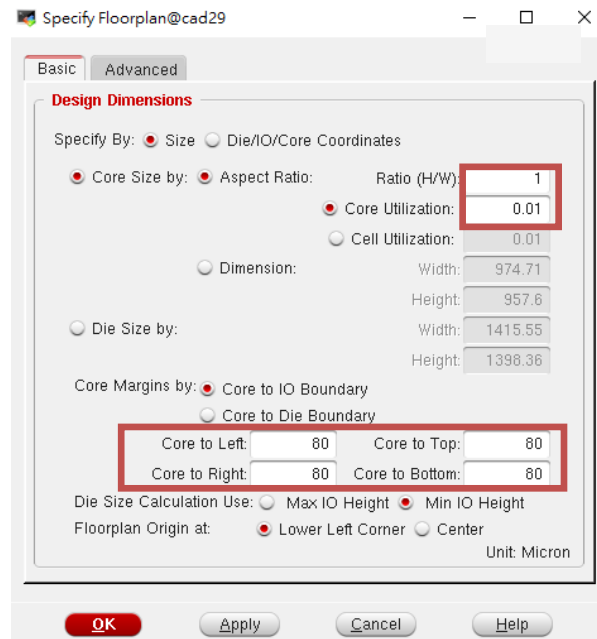 Specify Floorplan@cad29
Basic Advanced
Design Dimensions
Specify By: Size Die/IO/Core Coordinates
Core Size by: Aspect Ratio: Ratio (H/W): 1
Core Utilization: 0.01
Cell Utilization: 0.01
Dimension: Width: 974.71
Height: 957.6
Die Size by: Width: 1415.55
Height: 1398.36
Core Margins by: Core to IO Boundary
Core to Die Boundary
Core to Left: 80 Core to Top: 80
Core to Right: 80 Core to Bottom: 80
Die Size Calculation Use: Max IO Height Min IO Height
Floorplan Origin at: Lower Left Corner Center
Unit: Micron
OK Apply Cancel Help